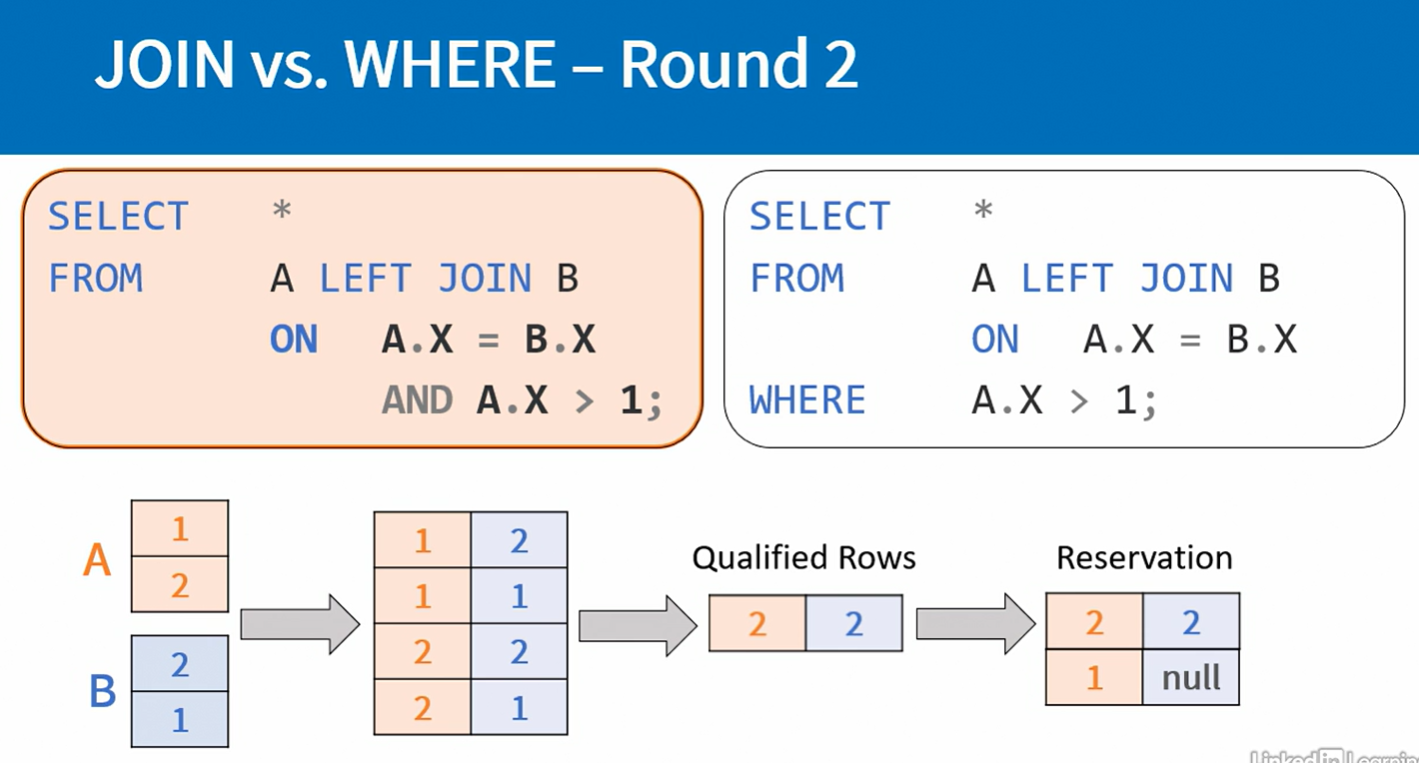 JOIN vs. WHERE – Round 2
SELECT *
FROM A LEFT JOIN B
ON A.X = B.X
AND A.X > 1;
SELECT *
FROM A LEFT JOIN B
ON A.X = B.X
WHERE A.X > 1;
A
1
2
B
2
1
1 2
1 1
2 2
2 1
Qualified Rows
2 2
Reservation
2 2
1 null
Linked in Learning